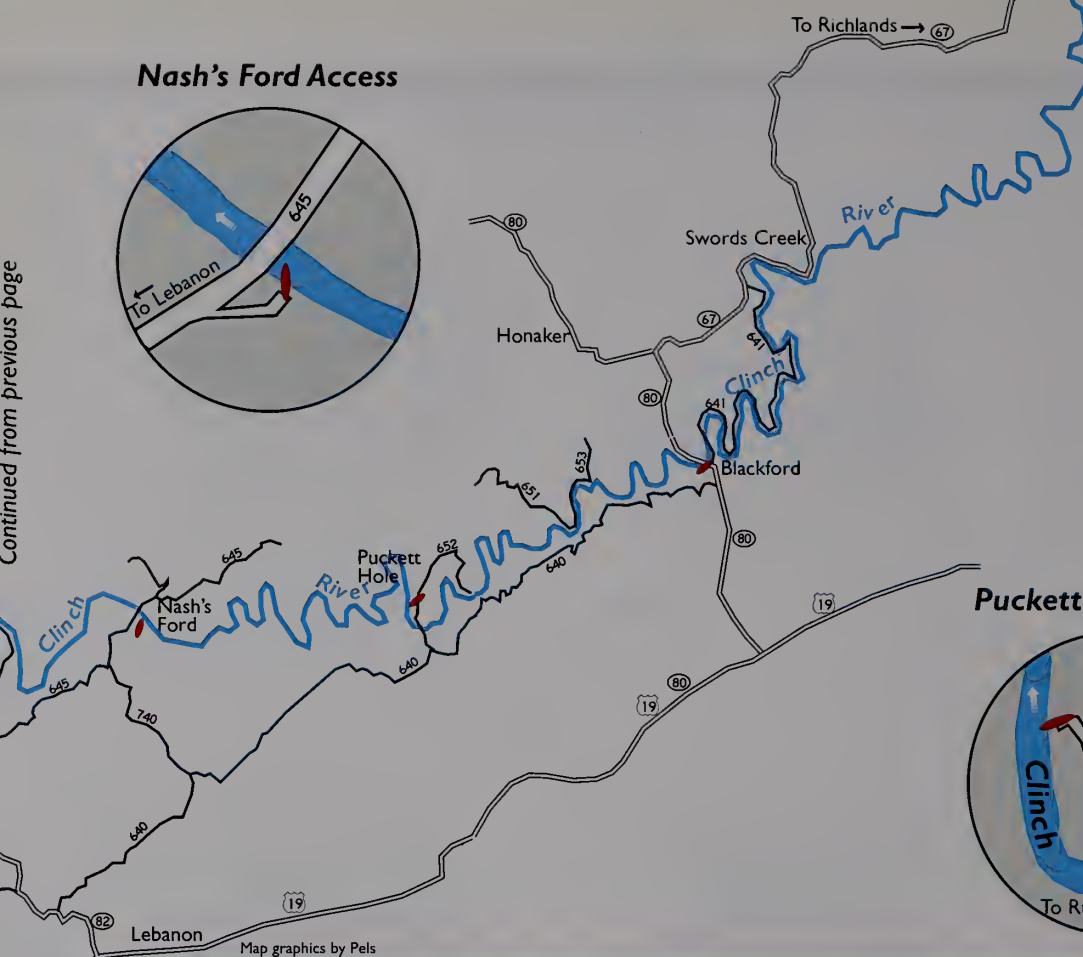 To Richlands → 67
Nash's Ford Access
645
To Lebanon
Continued from previous page
80
River
Swords Creek
67
Honaker
641
Clinch
80
641
Blackford
653
651
80
652
Puckett
Hole
640
645
River
Nash's
Ford
Clinch
19
Puckett
640
645
80
19
740
Clinch
640
19
To R
82
Lebanon
Map graphics by Pels